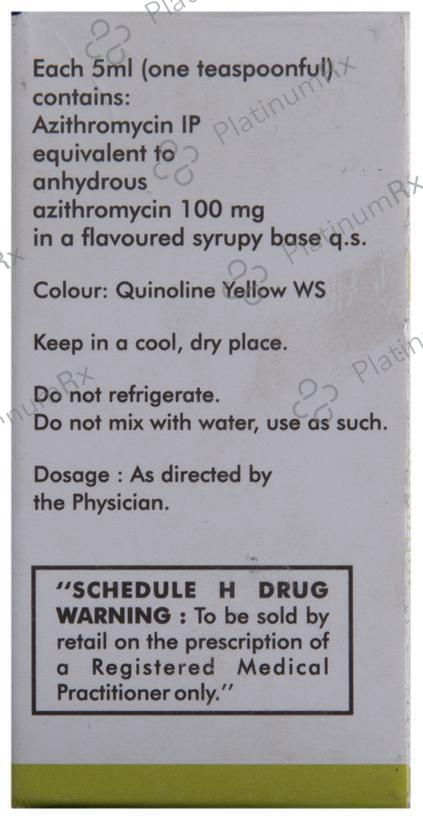 Each 5ml (one teaspoonful)
contains:
Azithromycin IP
equivalent to
anhydrous
azithromycin 100 mg
in a flavoured syrupy base q.s.
Colour: Quinoline Yellow WS
Keep in a cool, dry place.
Do not refrigerate.
Do not mix with water, use as such.
Dosage : As directed by
the Physician.
"SCHEDULE H DRUG
WARNING : To be sold by
retail on the prescription of
a Registered Medical
Practitioner only."
PlatinumRx
PlatinumRx